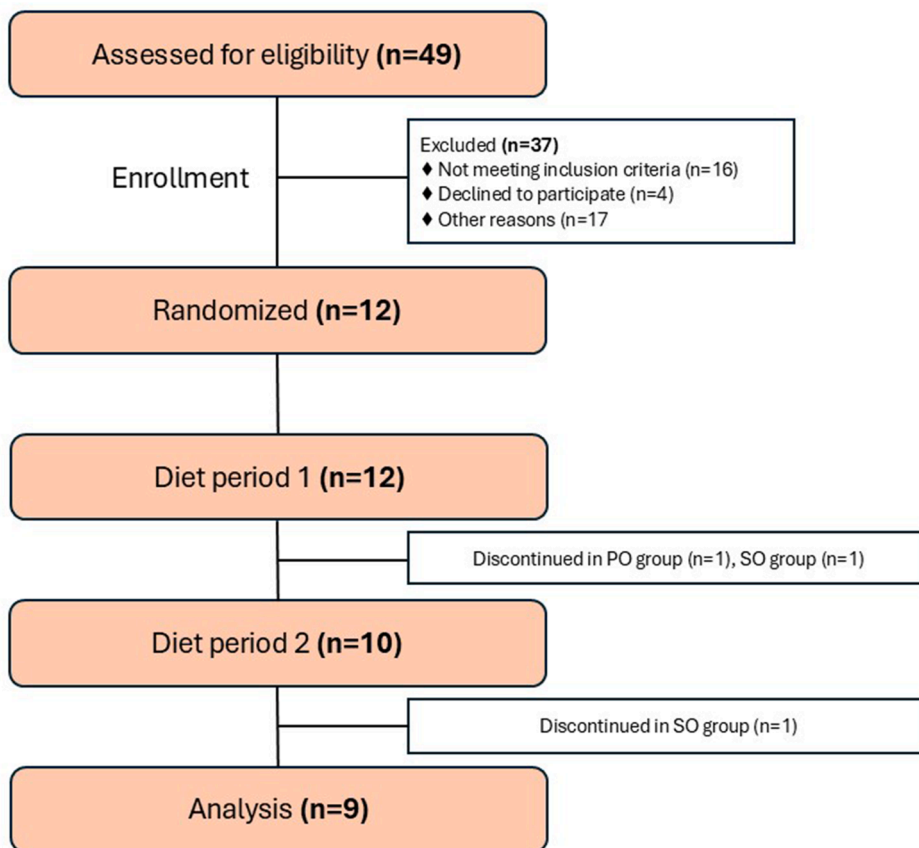 Assessed for eligibility (n=49)
Enrollment
Excluded (n=37)
♦ Not meeting inclusion criteria (n=16)
♦ Declined to participate (n=4)
♦ Other reasons (n=17
Randomized (n=12)
Diet period 1 (n=12)
Discontinued in PO group (n=1), SO group (n=1)
Diet period 2 (n=10)
Discontinued in SO group (n=1)
Analysis (n=9)